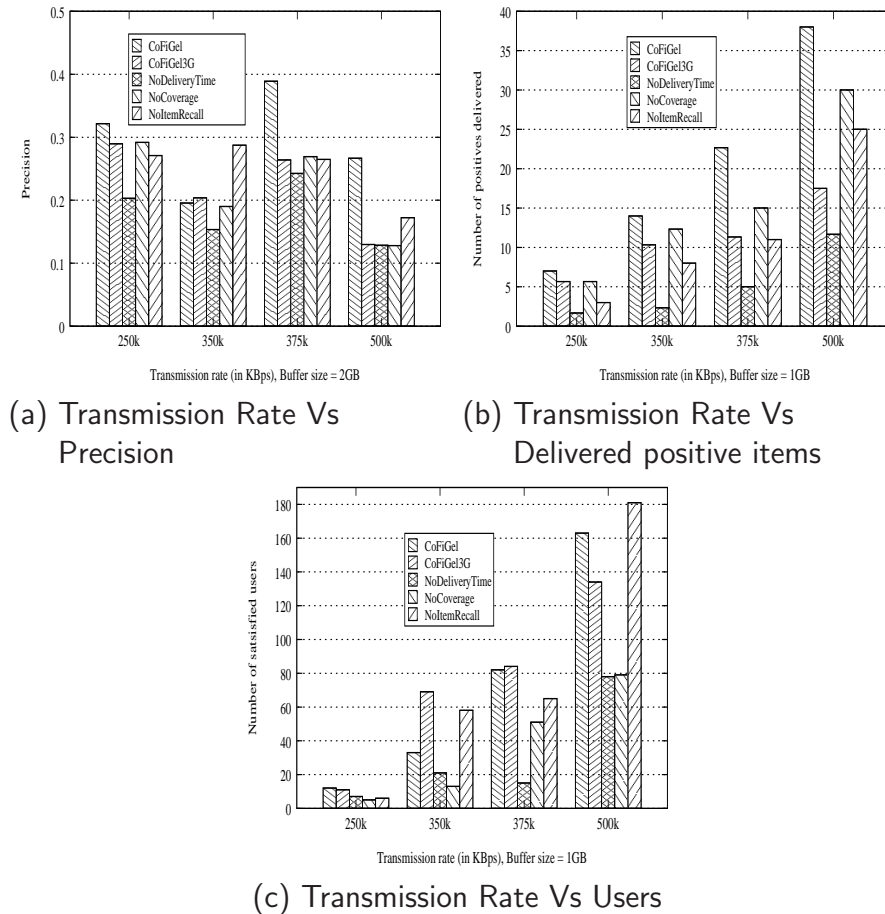 0.5
0.4
0.3
0.2
0.1
0
Precision
CoFiGel
CoFiGel3G
NoDeliveryTime
NoCoverage
NoItemRecall
250k 350k 375k 500k
Transmission rate (in KBps), Buffer size = 2GB
(a) Transmission Rate Vs
Precision
40
35
30
25
20
15
10
5
0
Number of positives delivered
CoFiGel
CoFiGel3G
NoDeliveryTime
NoCoverage
NoItemRecall
250k 350k 375k 500k
Transmission rate (in KBps), Buffer size = 1GB
(b) Transmission Rate Vs
Delivered positive items
180
160
140
120
100
80
60
40
20
0
Number of satsisfied users
CoFiGel
CoFiGel3G
NoDeliveryTime
NoCoverage
NoItemRecall
250k 350k 375k 500k
Transmission rate (in KBps), Buffer size = 1GB
(c) Transmission Rate Vs Users